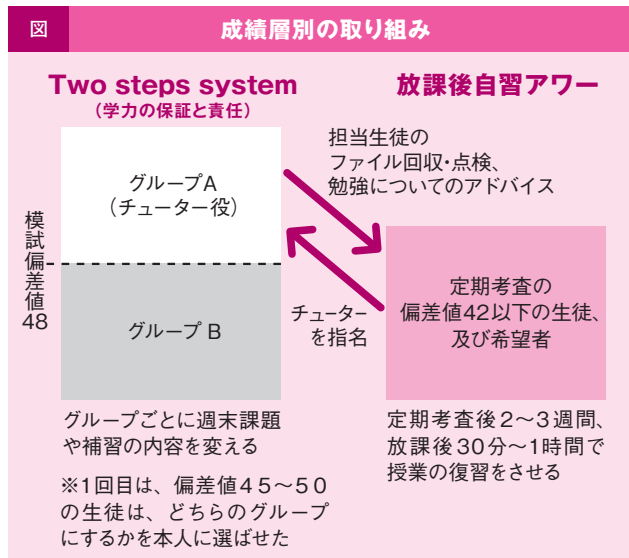 図
成績層別の取り組み
Two steps system
(学力の保証と責任)
放課後自習アワー
グループA
(チューター役)
グループ B
模試偏差値48
担当生徒の
ファイル回収・点検、
勉強についてのアドバイス
チューター
を指名
定期考査の
偏差値42以下の生徒、
及び希望者
グループごとに週末課題
や補習の内容を変える
※1回目は、偏差値45〜50
の生徒は、どちらのグループ
にするかを本人に選ばせた
定期考査後2〜3週間、
放課後30分〜1時間で
授業の復習をさせる